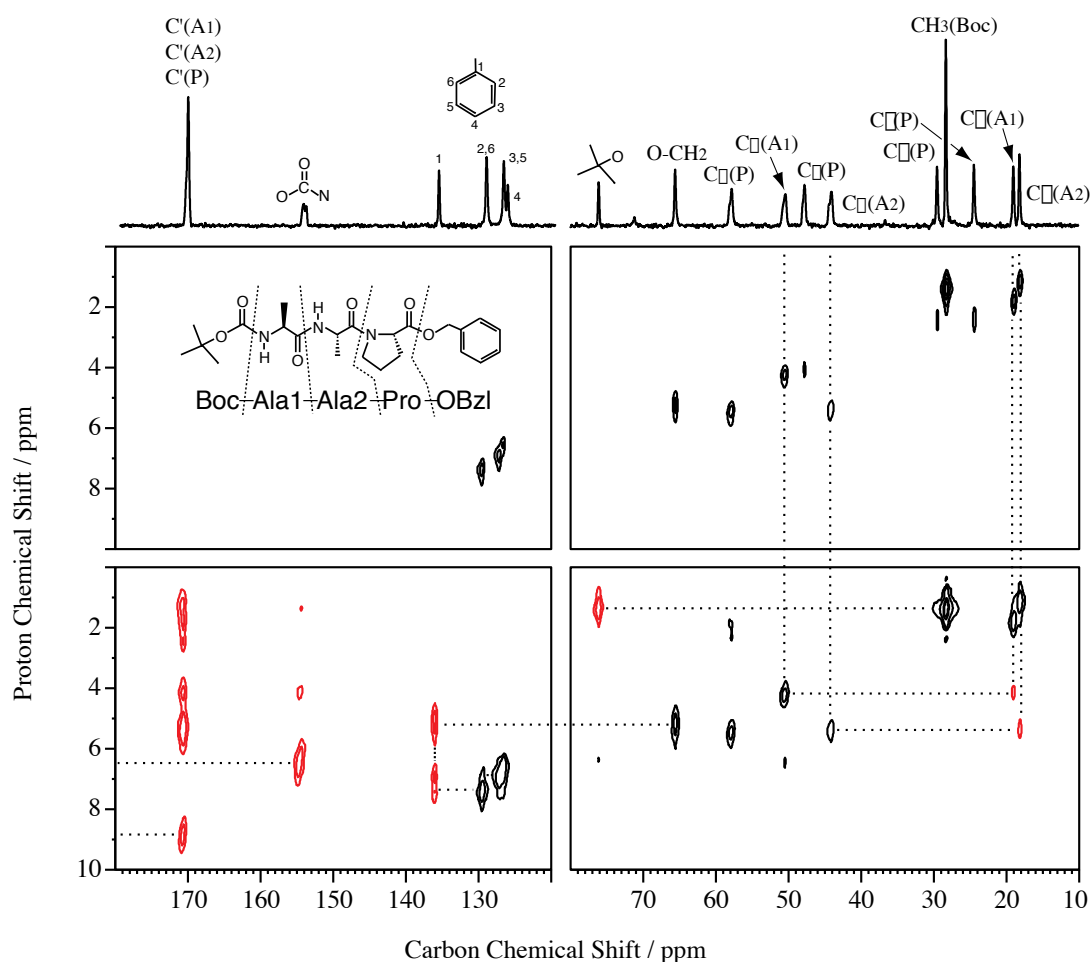 C'(A1)
C'(A2)
C'(P)
O
O N
1
6 2
5 3
4
1
2,6
3,5
4
O
O-CH2
C▯(P)
C▯(A1)
C▯(P)
C▯(A2)
CH3(Boc)
C▯(P)
C▯(P)
C▯(A1)
C▯(A2)
2
4
6
8
O O O O
O N N N O
H H
O
Boc Ala1 Ala2 Pro OBzl
2
4
6
8
10
170 160 150 140 130
70 60 50 40 30 20 10
Proton Chemical Shift / ppm
Carbon Chemical Shift / ppm